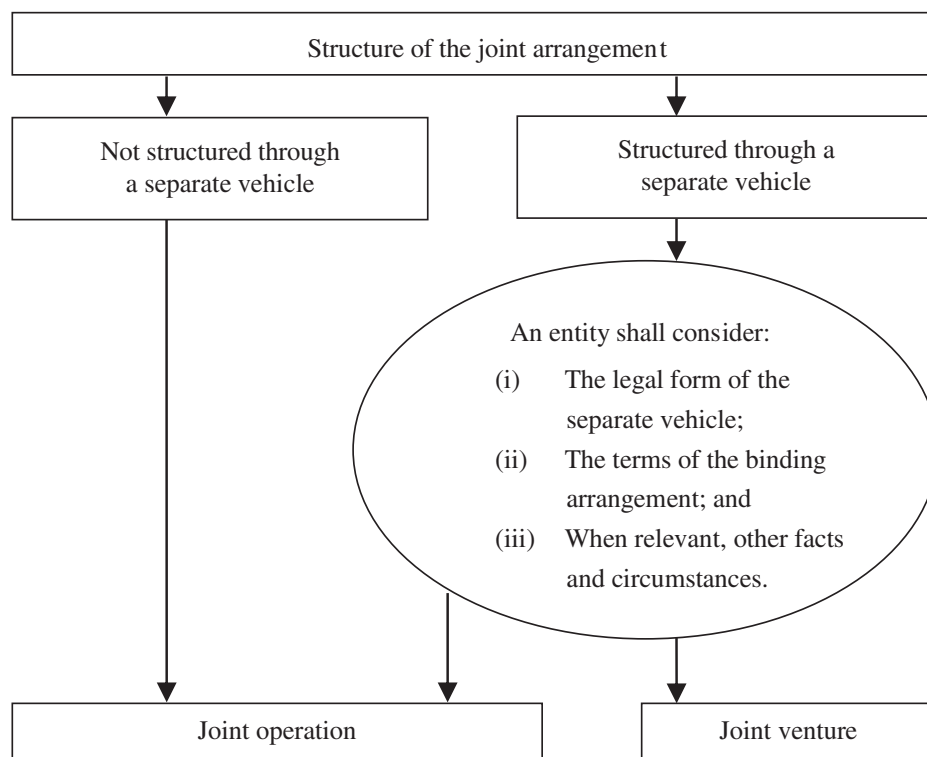 Structure of the joint arrangement
Not structured through
a separate vehicle
Structured through a
separate vehicle
An entity shall consider:
(i) The legal form of the
separate vehicle;
(ii) The terms of the binding
arrangement; and
(iii) When relevant, other facts
and circumstances.
Joint operation
Joint venture